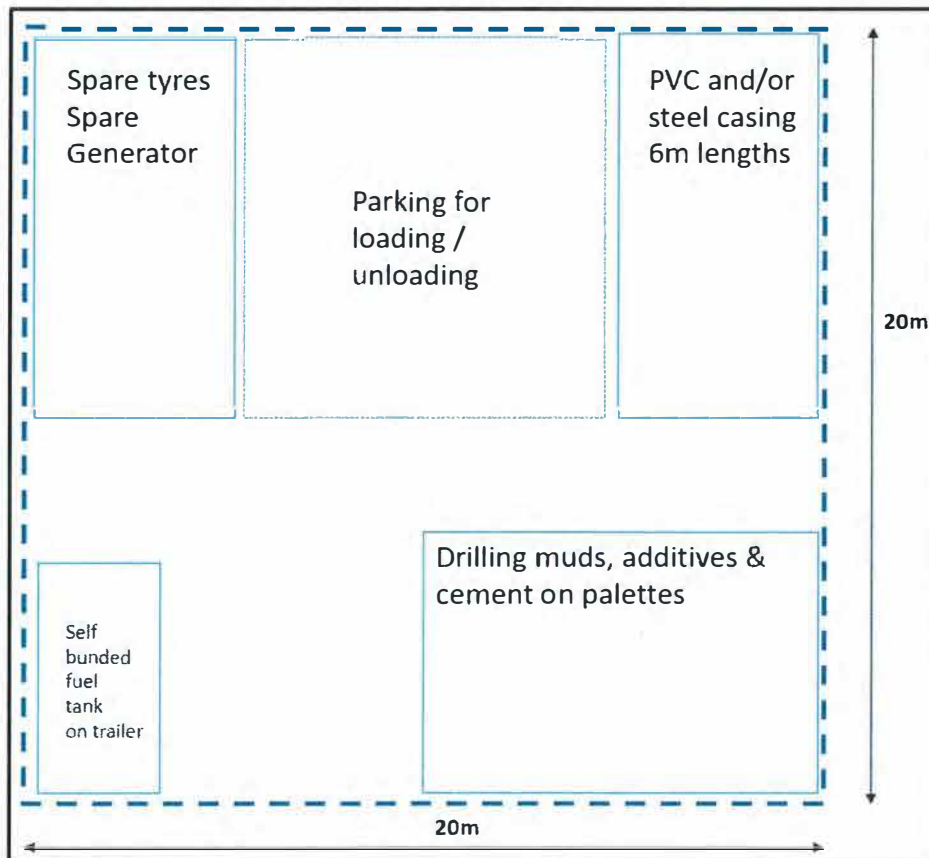 Spare tyres
Spare
Generator
Parking for
loading /
unloading
PVC and/or
steel casing
6m lengths
20m
Self
bunded
fuel
tank
on trailer
Drilling muds, additives &
cement on palettes
20m